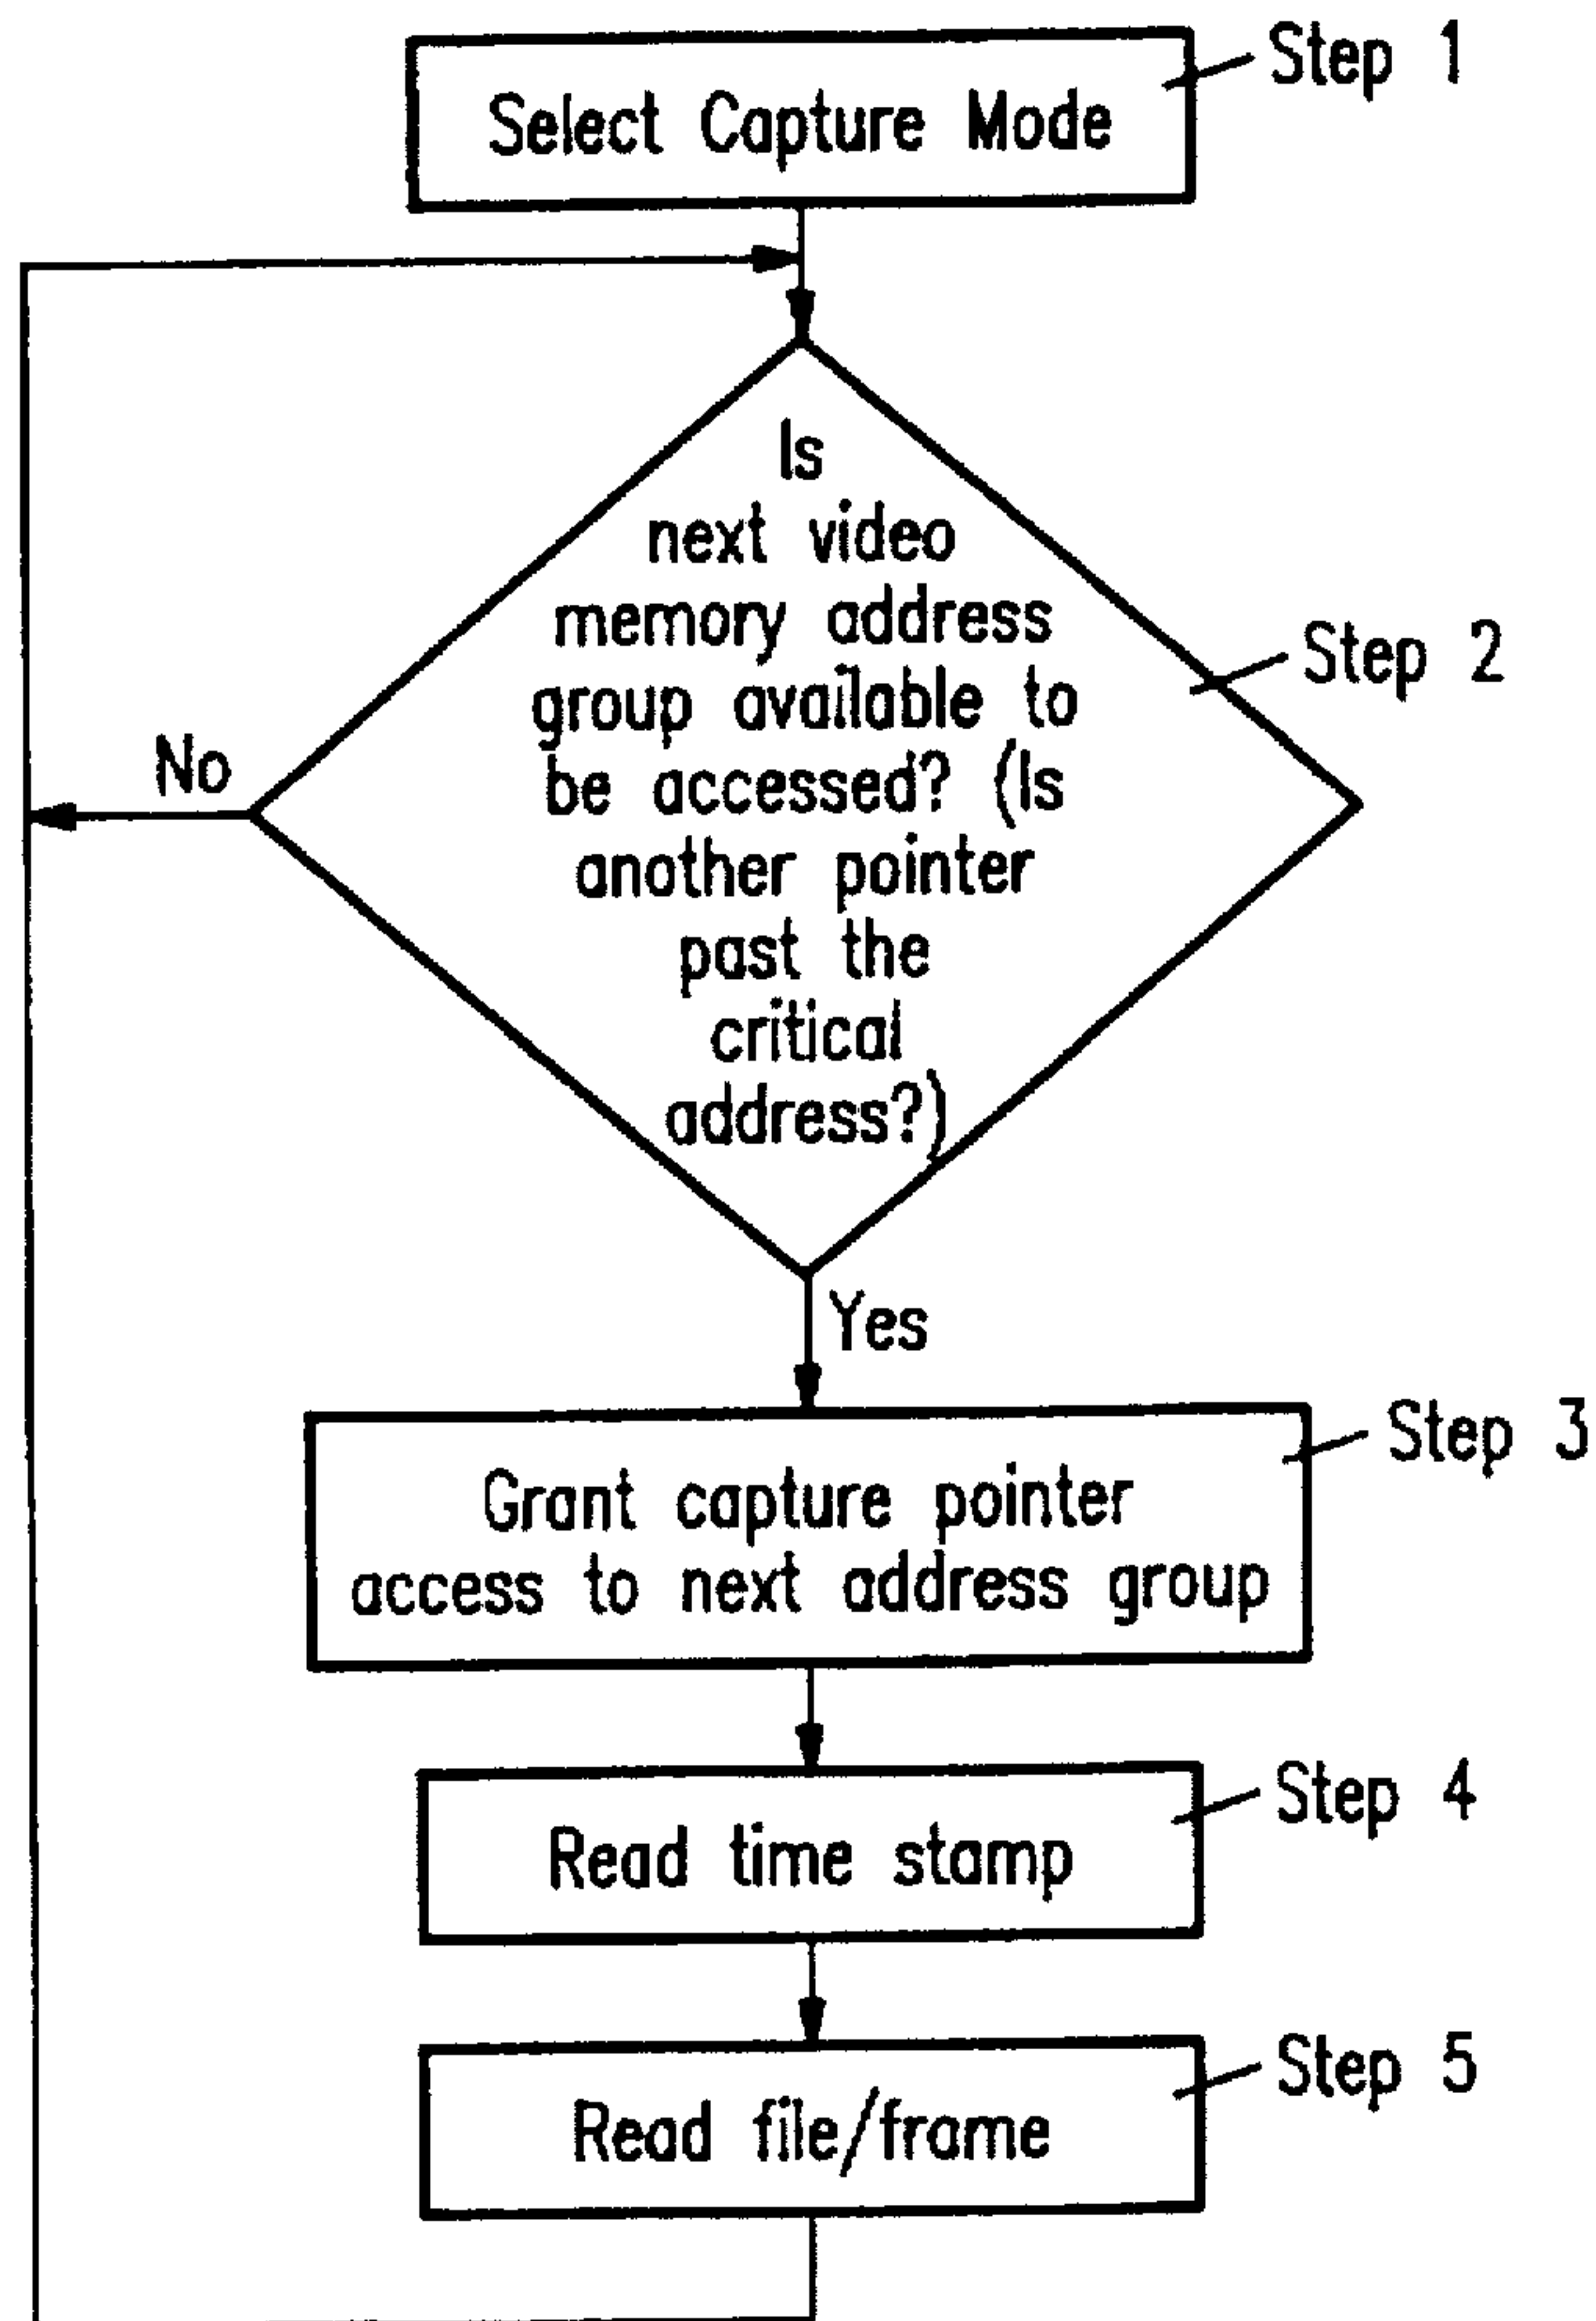 Step 1
Select Capture Mode
Is
next video
memory address
group available to
be accessed? (Is
another pointer
past the
critical
address?)
Step 2
No
Yes
Step 3
Grant capture pointer
access to next address group
Step 4
Read time stamp
Step 5
Read file/frame